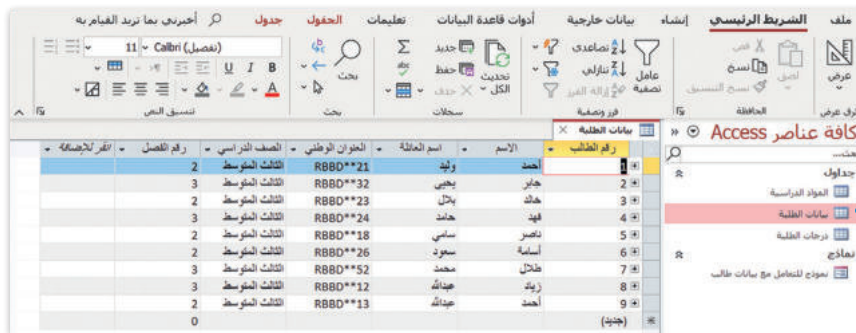 ملف الشريط الرئيسي إنشاء بيانات خارجية أدوات قاعدة البيانات تعليمات الحقول جدول أخبرني بما تريد القيام به
عرض
قص
نسخ
نسخ التنسيق
لصق
الحافظة
عامل تصفية
تصاعدي
تنازلي
إزالة الفرز
فرز وتصفية
تحديث الكل
جديد
حفظ
حذف
سجلات
بحث
بحث
Calibri (تفصيل) 11
B I U
تنسيق النص
كافة عناصر Access
جداول
المواد الدراسية
بيانات الطلبة
درجات الطلبة
نماذج
نموذج للتعامل مع بيانات طالب
بيانات الطلبة
رقم الطالب الاسم اسم العائلة العنوان الوطني الصف الدراسي رقم الفصل انقر للإضافة
1 أحمد وليد RBBD**21 الثالث المتوسط 2
2 جابر يحيى RBBD**32 الثالث المتوسط 3
3 خالد بلال RBBD**23 الثالث المتوسط 2
4 فهد حامد RBBD**24 الثالث المتوسط 3
5 ناصر سامي RBBD**18 الثالث المتوسط 2
6 أسامة سعود RBBD**26 الثالث المتوسط 2
7 طلال محمد RBBD**52 الثالث المتوسط 3
8 زياد عبدالله RBBD**12 الثالث المتوسط 3
9 أحمد عبدالله RBBD**13 الثالث المتوسط 2
(جديد) 0